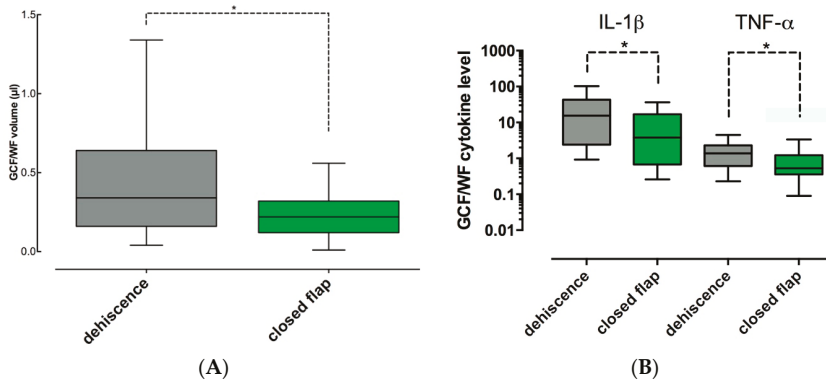 1.5
1.0
0.5
0.0
GCF/WF volume (µl)
*
dehiscence
closed flap
(A)
IL-1β TNF-α
* *
1000
100
10
1
0.1
0.01
GCF/WF cytokine level
dehiscence
closed flap
dehiscence
closed flap
(B)